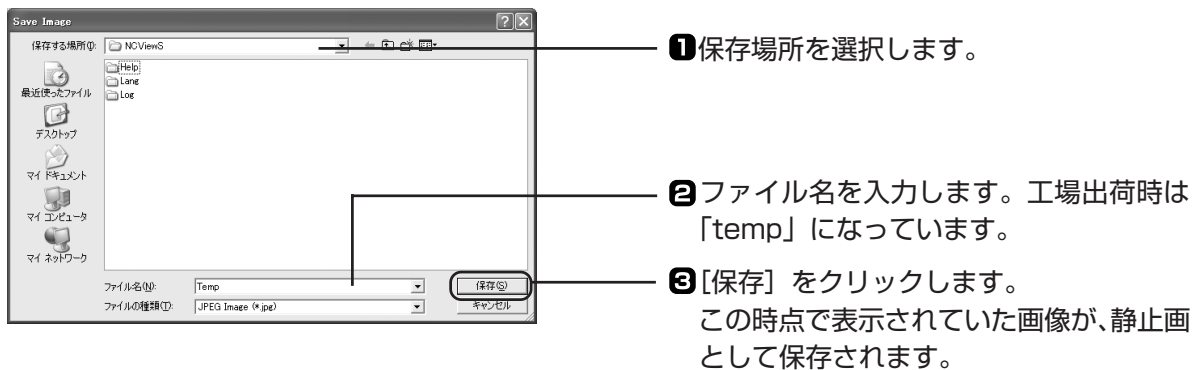 Save Image
保存する場所(I):
NCViewS
Help
Lang
Log
最近使ったファイル
デスクトップ
マイ ドキュメント
マイ コンピュータ
マイ ネットワーク
ファイル名(N):
Temp
保存(S)
ファイルの種類(T):
JPEG Image (*.jpg)
キャンセル
1保存場所を選択します。
2ファイル名を入力します。工場出荷時は
「temp」になっています。
3[保存]をクリックします。
この時点で表示されていた画像が、静止画
として保存されます。